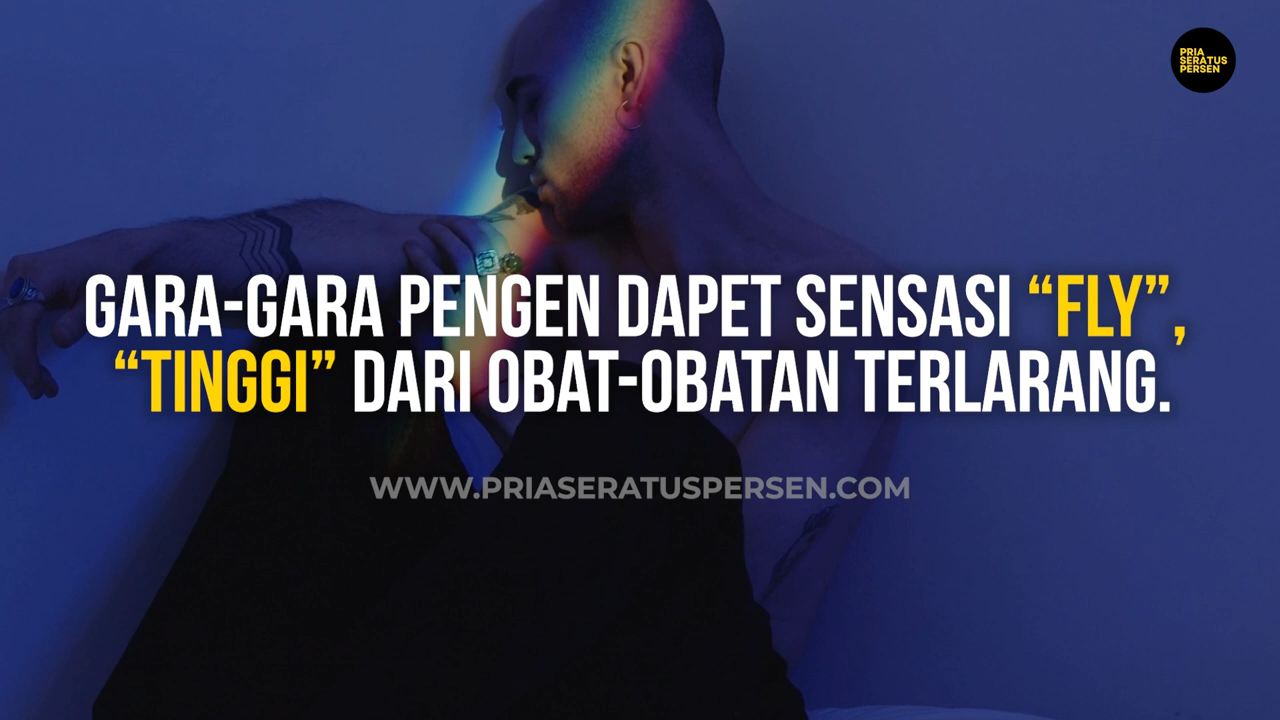 PRIA
SERATUS
PERSEN
GARA-GARA PENGEN DAPET SENSASI “FLY”,
“TINGGI” DARI OBAT-OBATAN TERLARANG.
WWW.PRIASERATUSPERSEN.COM